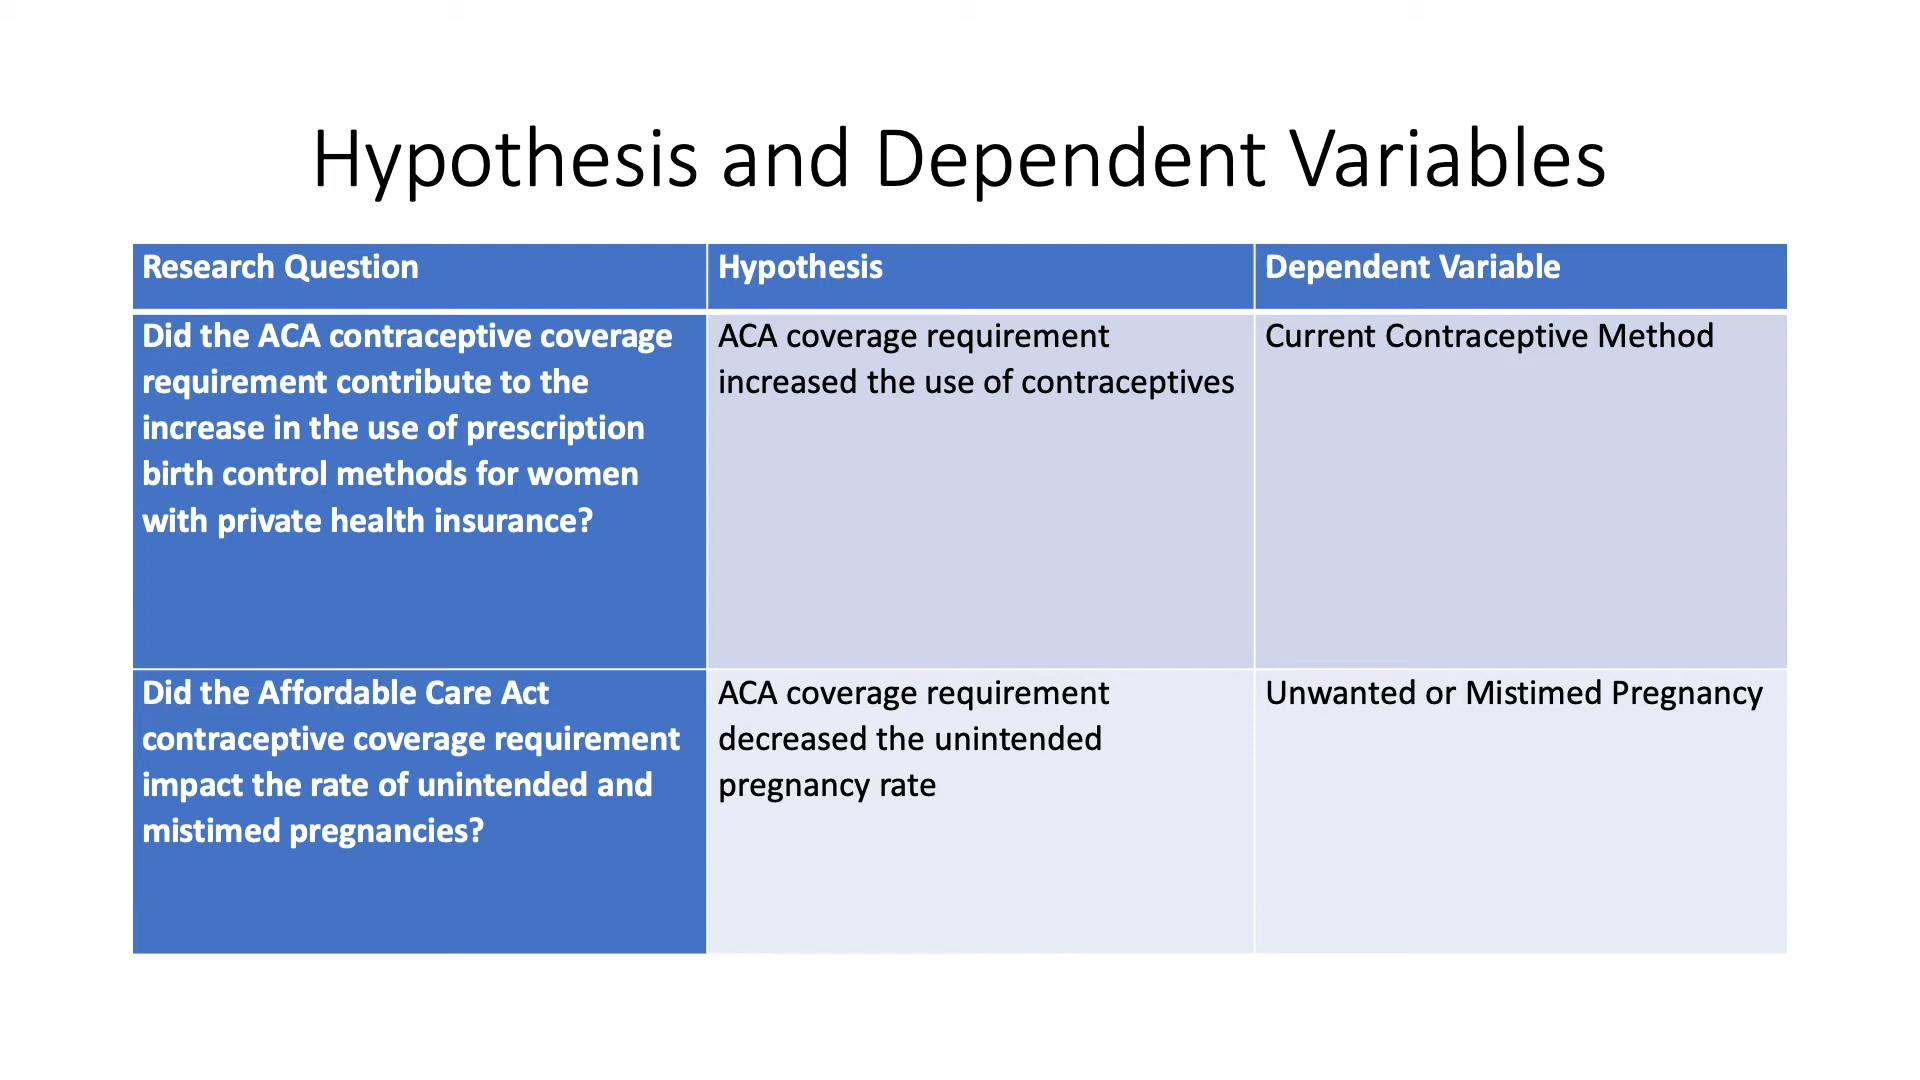 Hypothesis and Dependent Variables
Research Question
Hypothesis
Dependent Variable
Did the ACA contraceptive coverage
requirement contribute to the
increase in the use of prescription
birth control methods for women
with private health insurance?
ACA coverage requirement
increased the use of contraceptives
Current Contraceptive Method
Did the Affordable Care Act
contraceptive coverage requirement
impact the rate of unintended and
mistimed pregnancies?
ACA coverage requirement
decreased the unintended
pregnancy rate
Unwanted or Mistimed Pregnancy